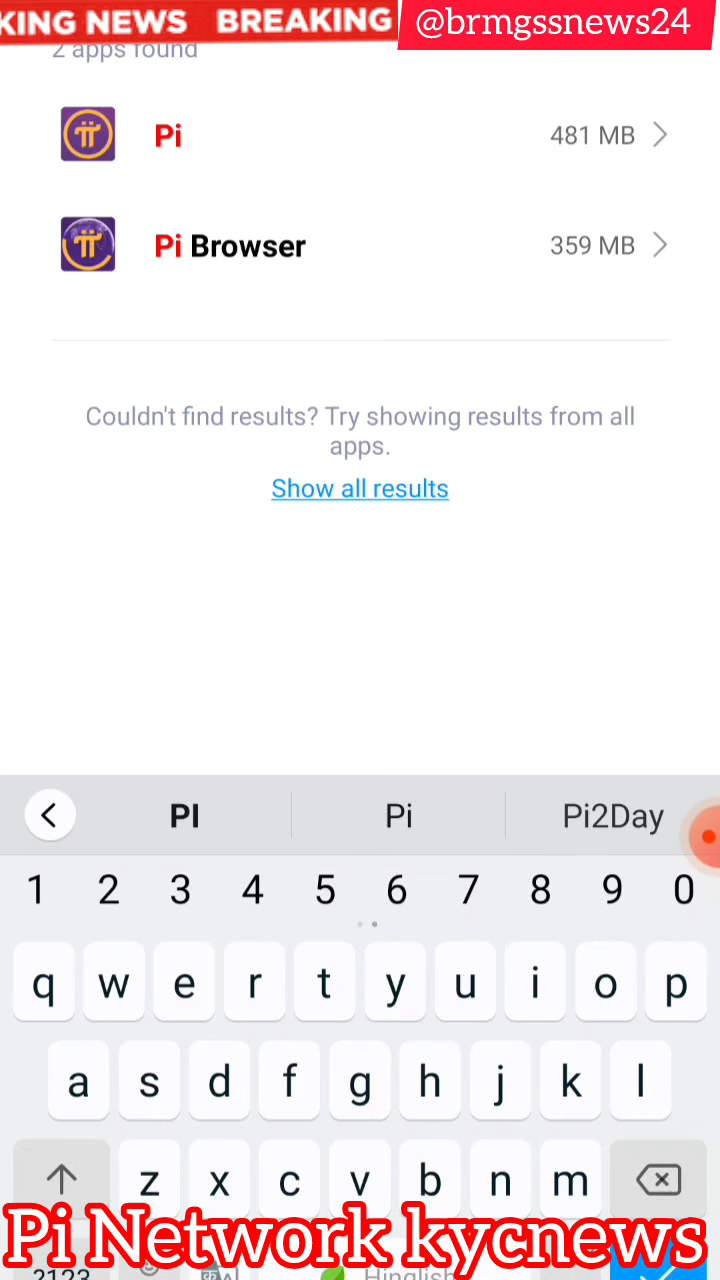 KING NEWS BREAKING
@brmgssnews24
2 apps found
Pi 481 MB
Pi Browser 359 MB
Couldn't find results? Try showing results from all
apps.
Show all results
PI Pi Pi2Day
1 2 3 4 5 6 7 8 9 0
q w e r t y u i o p
a s d f g h j k l
z x c v b n m
Pi Network kycnews
?123 Hinglish